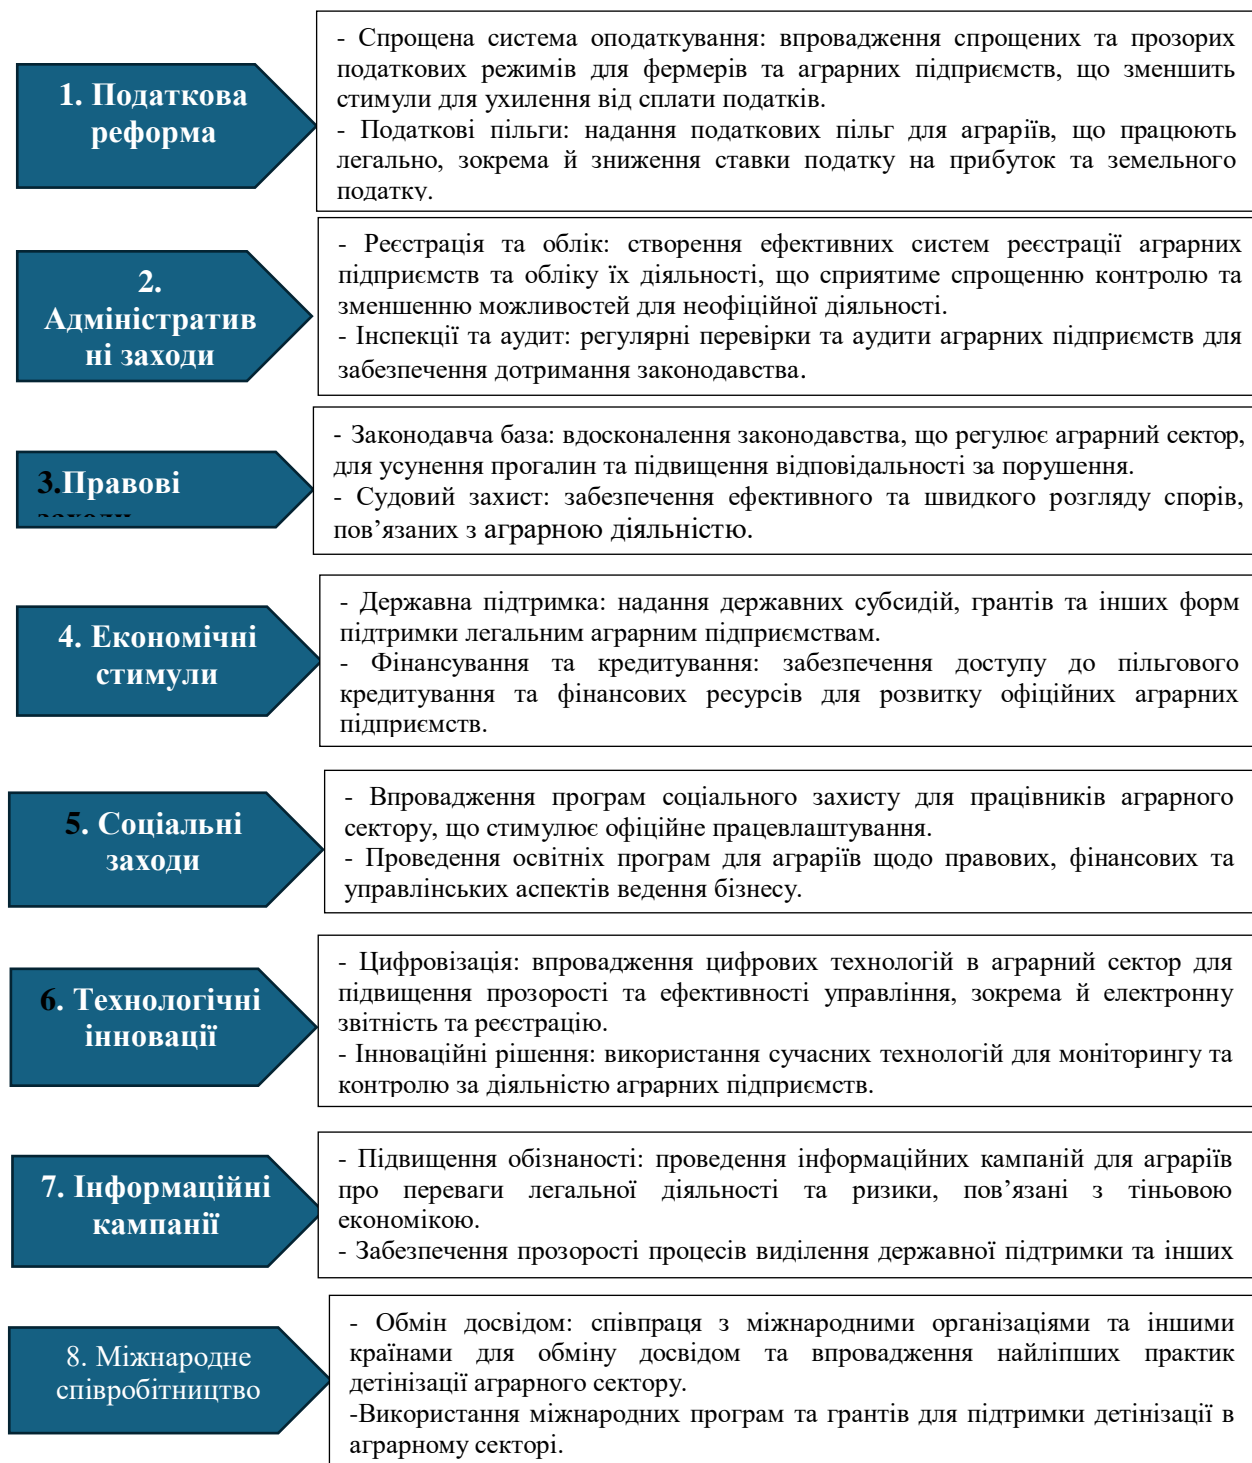 1. Податкова
реформа
- Спрощена система оподаткування: впровадження спрощених та прозорих
податкових режимів для фермерів та аграрних підприємств, що зменшить
стимули для ухилення від сплати податків.
- Податкові пільги: надання податкових пільг для аграріїв, що працюють
легально, зокрема й зниження ставки податку на прибуток та земельного
податку.
2.
Адміністратив
ні заходи
- Реєстрація та облік: створення ефективних систем реєстрації аграрних
підприємств та обліку їх діяльності, що сприятиме спрощенню контролю та
зменшенню можливостей для неофіційної діяльності.
- Інспекції та аудит: регулярні перевірки та аудити аграрних підприємств для
забезпечення дотримання законодавства.
3.Правові
- Законодавча база: вдосконалення законодавства, що регулює аграрний сектор,
для усунення прогалин та підвищення відповідальності за порушення.
- Судовий захист: забезпечення ефективного та швидкого розгляду спорів,
пов’язаних з аграрною діяльністю.
4. Економічні
стимули
- Державна підтримка: надання державних субсидій, грантів та інших форм
підтримки легальним аграрним підприємствам.
- Фінансування та кредитування: забезпечення доступу до пільгового
кредитування та фінансових ресурсів для розвитку офіційних аграрних
підприємств.
5. Соціальні
заходи
- Впровадження програм соціального захисту для працівників аграрного
сектору, що стимулює офіційне працевлаштування.
- Проведення освітніх програм для аграріїв щодо правових, фінансових та
управлінських аспектів ведення бізнесу.
6. Технологічні
інновації
- Цифровізація: впровадження цифрових технологій в аграрний сектор для
підвищення прозорості та ефективності управління, зокрема й електронну
звітність та реєстрацію.
- Інноваційні рішення: використання сучасних технологій для моніторингу та
контролю за діяльністю аграрних підприємств.
7. Інформаційні
кампанії
- Підвищення обізнаності: проведення інформаційних кампаній для аграріїв
про переваги легальної діяльності та ризики, пов’язані з тіньовою
економікою.
- Забезпечення прозорості процесів виділення державної підтримки та інших
8. Міжнародне
співробітництво
- Обмін досвідом: співпраця з міжнародними організаціями та іншими
країнами для обміну досвідом та впровадження найліпших практик
детінізації аграрного сектору.
-Використання міжнародних програм та грантів для підтримки детінізації в
аграрному секторі.